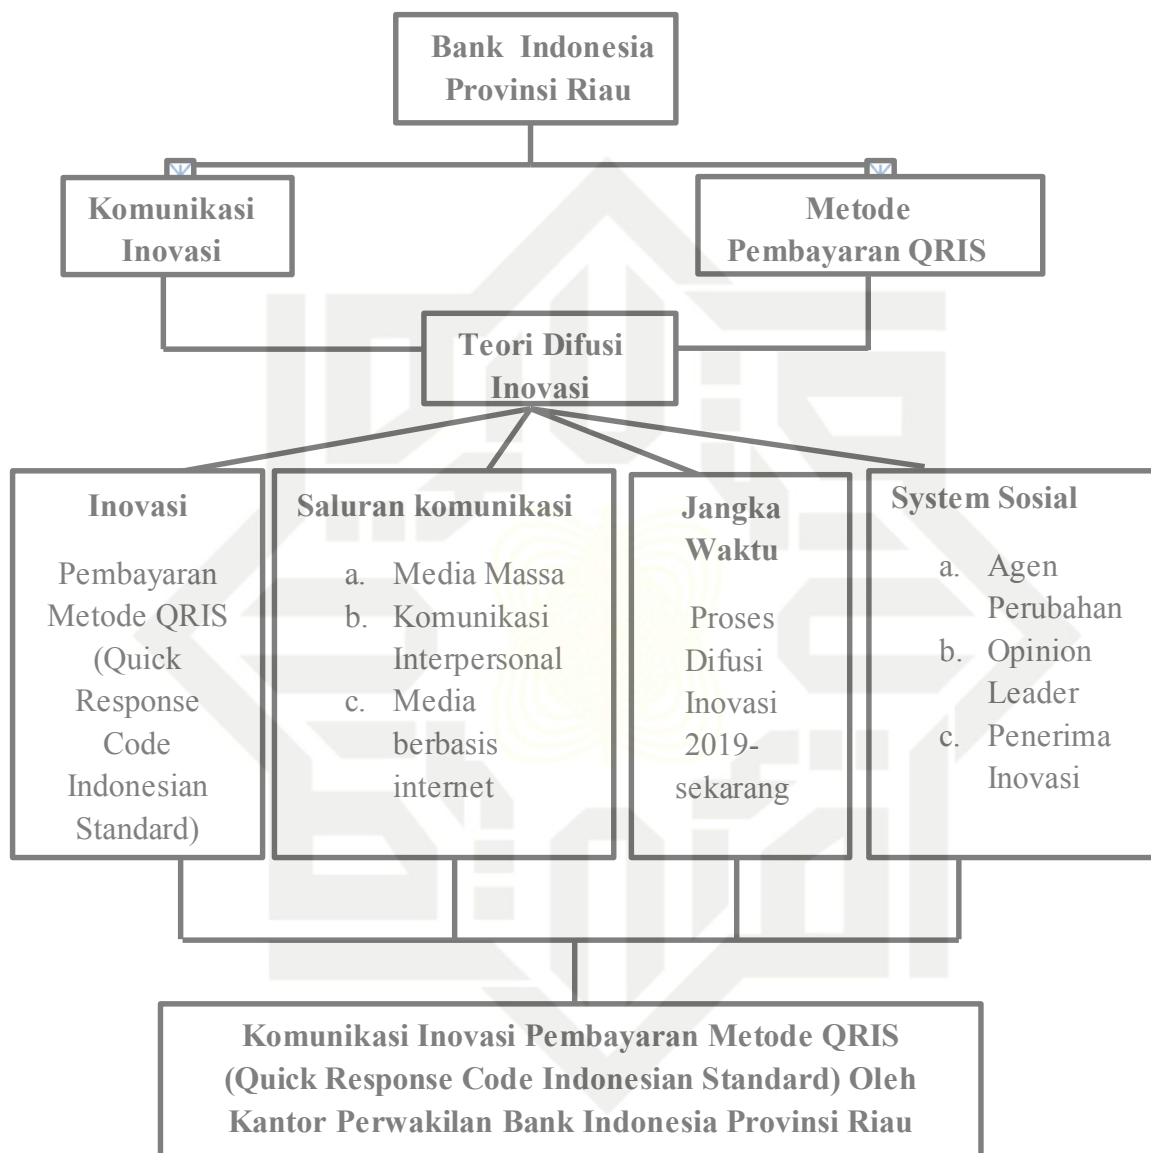 Bank Indonesia
Provinsi Riau
Komunikasi
Inovasi
Metode
Pembayaran QRIS
Teori Difusi
Inovasi
Inovasi
Pembayaran
Metode QRIS
(Quick
Response
Code
Indonesian
Standard)
Saluran komunikasi
a. Media Massa
b. Komunikasi
Interpersonal
c. Media
berbasis
internet
Jangka
Waktu
Proses
Difusi
Inovasi
2019-
sekarang
System Sosial
a. Agen
Perubahan
b. Opinion
Leader
c. Penerima
Inovasi
Komunikasi Inovasi Pembayaran Metode QRIS
(Quick Response Code Indonesian Standard) Oleh
Kantor Perwakilan Bank Indonesia Provinsi Riau